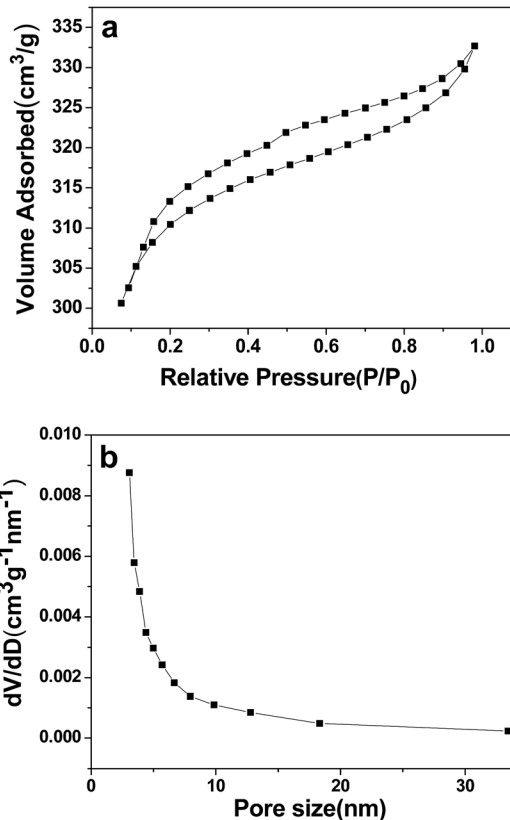 a
335
330
325
320
315
310
305
300
Volume Adsorbed(cm³/g)
0.0 0.2 0.4 0.6 0.8 1.0
Relative Pressure(P/P₀)
b
0.010
0.008
0.006
0.004
0.002
0.000
dV/dD(cm³g⁻¹nm⁻¹)
0 10 20 30
Pore size(nm)